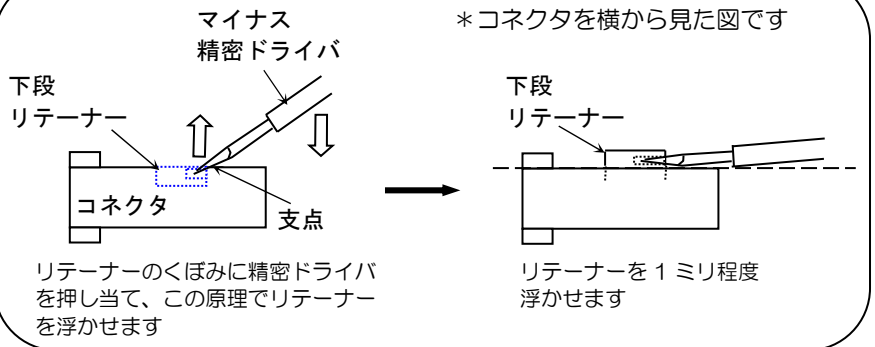 マイナス
精密ドライバ
＊コネクタを横から見た図です
下段
リテーナー
コネクタ
支点
リテーナーのくぼみに精密ドライバ
を押し当て、この原理でリテーナー
を浮かせます
下段
リテーナー
リテーナーを 1 ミリ程度
浮かせます